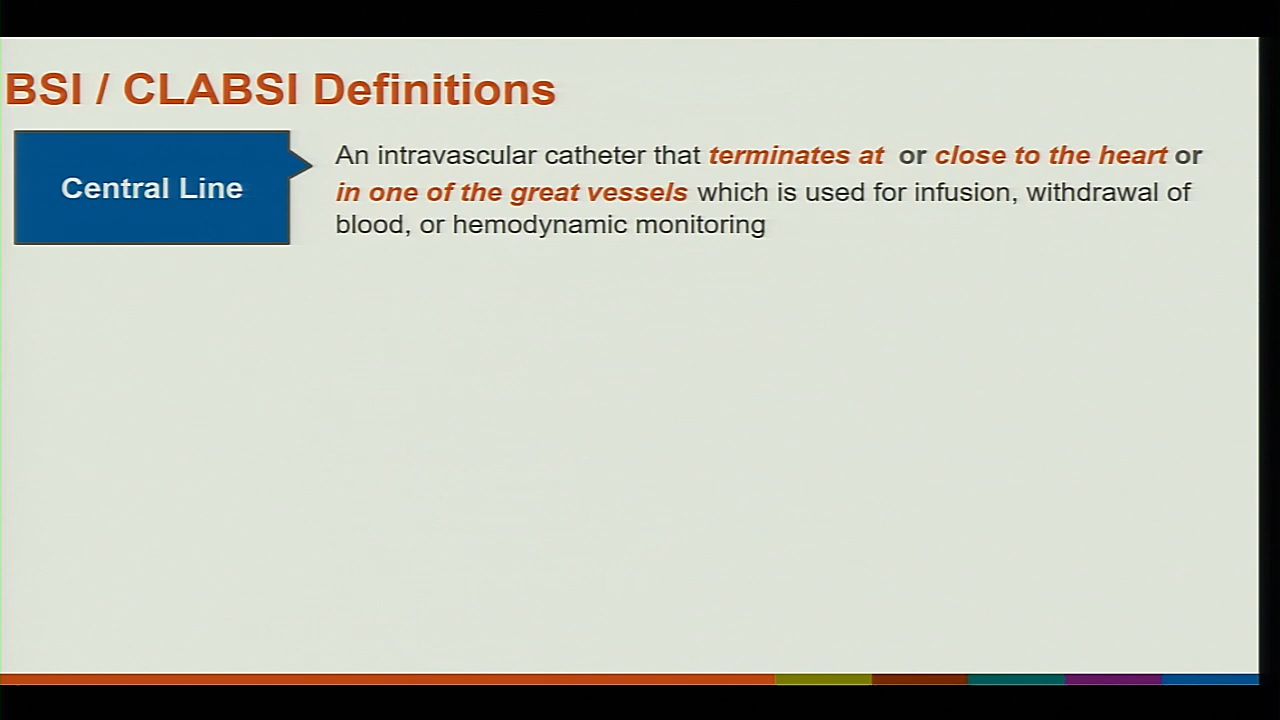 BSI / CLABSI Definitions
Central Line
An intravascular catheter that terminates at or close to the heart or
in one of the great vessels which is used for infusion, withdrawal of
blood, or hemodynamic monitoring